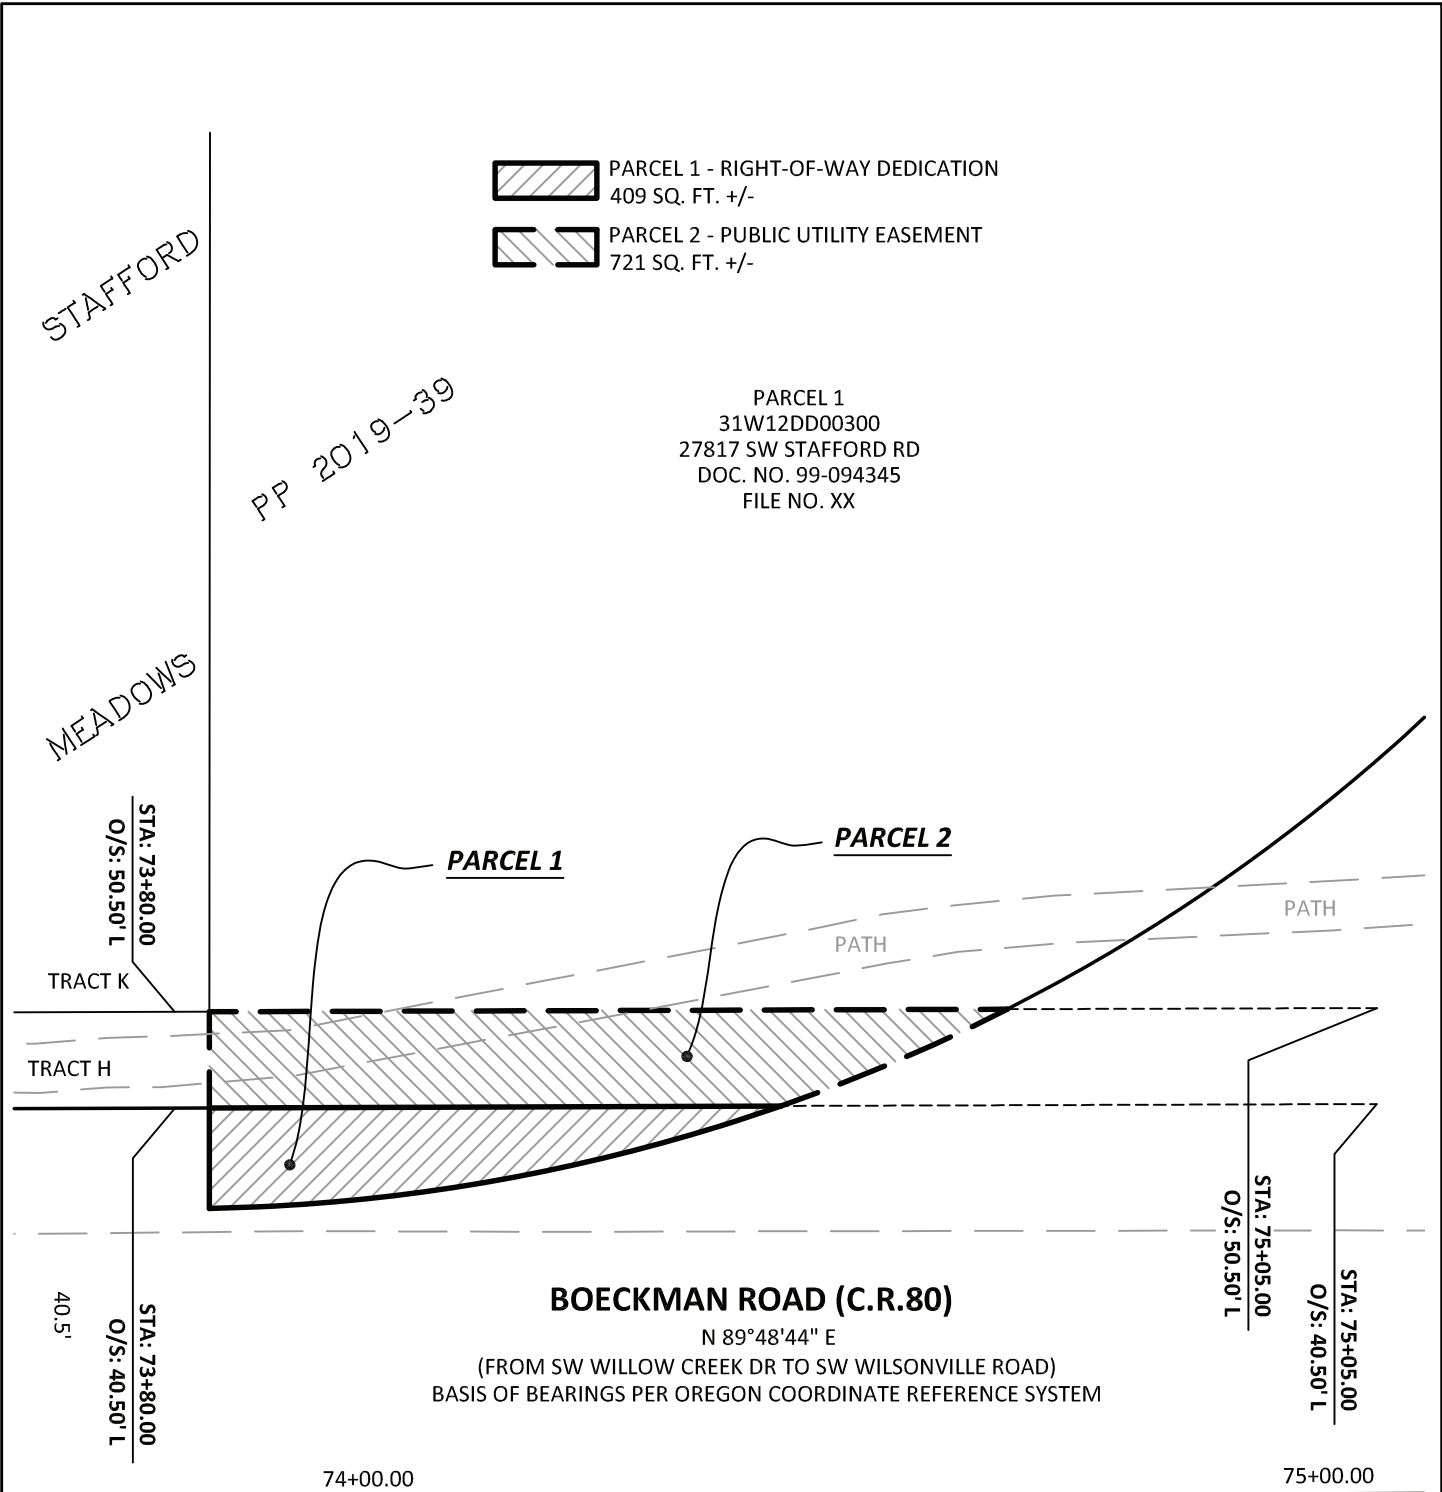 PARCEL 1 - RIGHT-OF-WAY DEDICATION
409 SQ. FT. +/-
PARCEL 2 - PUBLIC UTILITY EASEMENT
721 SQ. FT. +/-
STAFFORD
PP 2019-39
PARCEL 1
31W12DD00300
27817 SW STAFFORD RD
DOC. NO. 99-094345
FILE NO. XX
MEADOWS
STA: 73+80.00
O/S: 50.50' L
PARCEL 1
PARCEL 2
PATH
PATH
TRACT K
TRACT H
STA: 75+05.00
O/S: 50.50' L
STA: 75+05.00
O/S: 40.50' L
40.5'
STA: 73+80.00
O/S: 40.50' L
BOECKMAN ROAD (C.R.80)
N 89°48'44" E
(FROM SW WILLOW CREEK DR TO SW WILSONVILLE ROAD)
BASIS OF BEARINGS PER OREGON COORDINATE REFERENCE SYSTEM
74+00.00
75+00.00